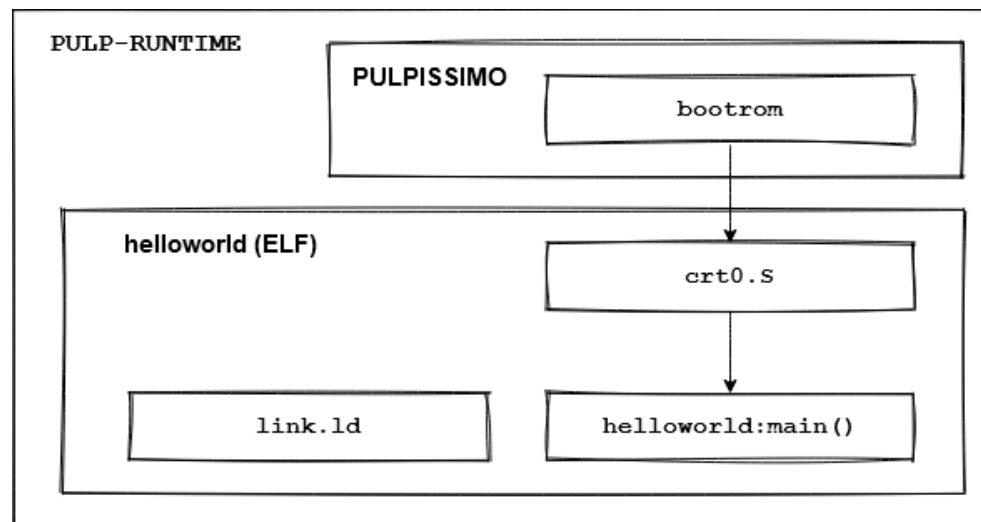 PULP-RUNTIME
PULPISSIMO
bootrom
helloworld (ELF)
crt0.S
link.ld
helloworld:main()